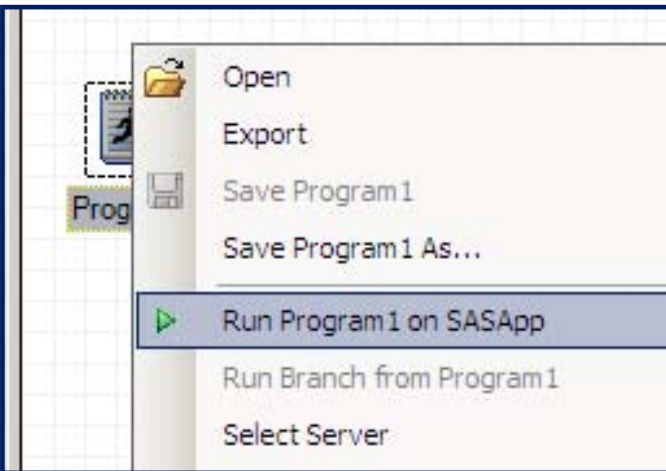 Open
Export
Save Program1
Prog
Save Program1 As...
Run Program1 on SASApp
Run Branch from Program1
Select Server